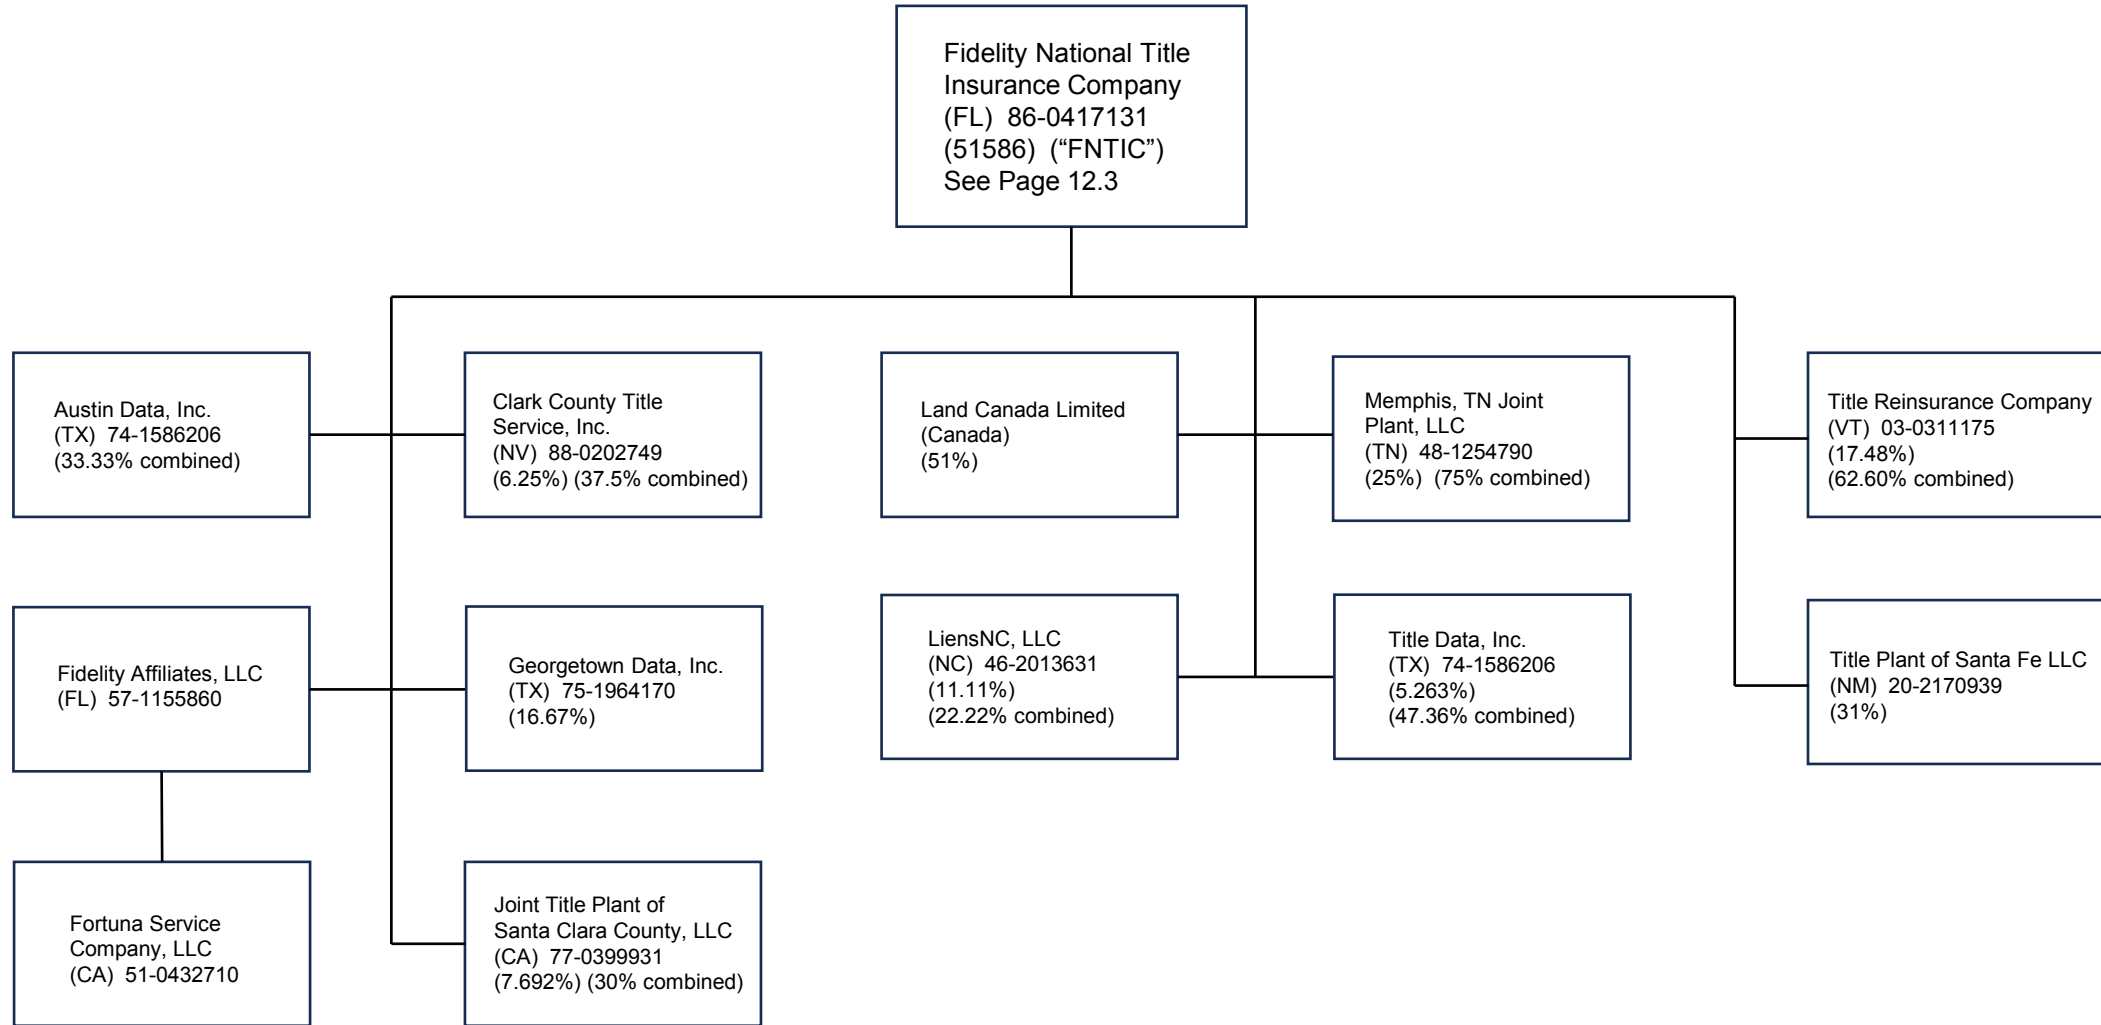 Fidelity National Title
Insurance Company
(FL) 86-0417131
(51586) (“FNTIC”)
See Page 12.3
Austin Data, Inc.
(TX) 74-1586206
(33.33% combined)
Clark County Title
Service, Inc.
(NV) 88-0202749
(6.25%) (37.5% combined)
Land Canada Limited
(Canada)
(51%)
Memphis, TN Joint
Plant, LLC
(TN) 48-1254790
(25%) (75% combined)
Title Reinsurance Company
(VT) 03-0311175
(17.48%)
(62.60% combined)
Fidelity Affiliates, LLC
(FL) 57-1155860
Georgetown Data, Inc.
(TX) 75-1964170
(16.67%)
LiensNC, LLC
(NC) 46-2013631
(11.11%)
(22.22% combined)
Title Data, Inc.
(TX) 74-1586206
(5.263%)
(47.36% combined)
Title Plant of Santa Fe LLC
(NM) 20-2170939
(31%)
Fortuna Service
Company, LLC
(CA) 51-0432710
Joint Title Plant of
Santa Clara County, LLC
(CA) 77-0399931
(7.692%) (30% combined)